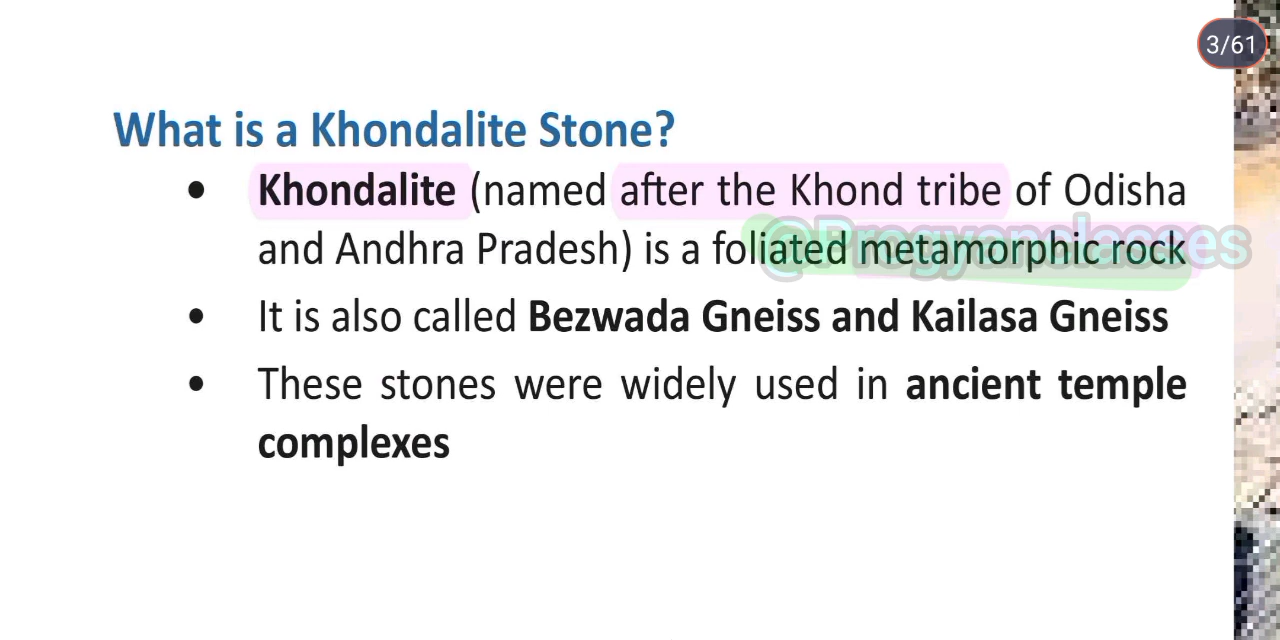 3/61
What is a Khondalite Stone?
• Khondalite (named after the Khond tribe of Odisha
and Andhra Pradesh) is a foliated metamorphic rock
@Pregyanclasses
• It is also called Bezwada Gneiss and Kailasa Gneiss
• These stones were widely used in ancient temple
complexes